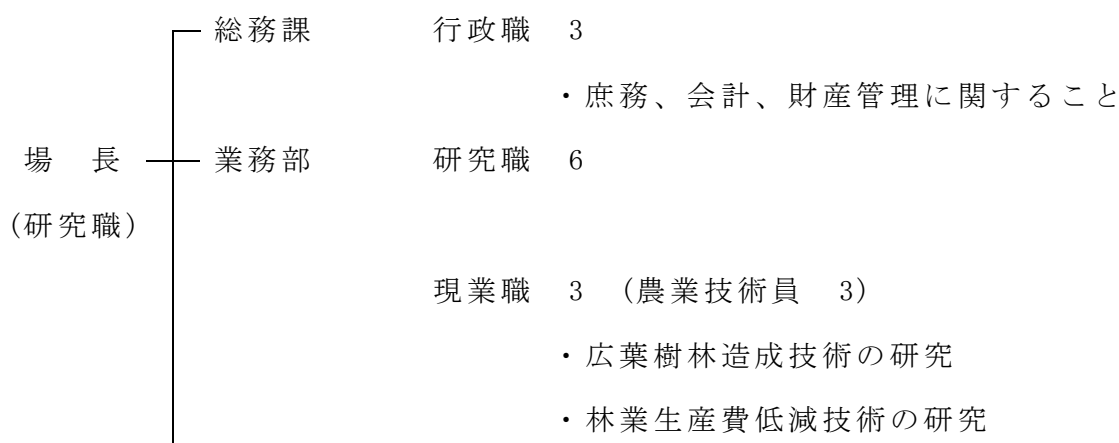 総務課 行政職 3
・庶務、会計、財産管理に関すること
場 長 業務部 研究職 6
(研究職)
現業職 3 (農業技術員 3)
・広葉樹林造成技術の研究
・林業生産費低減技術の研究